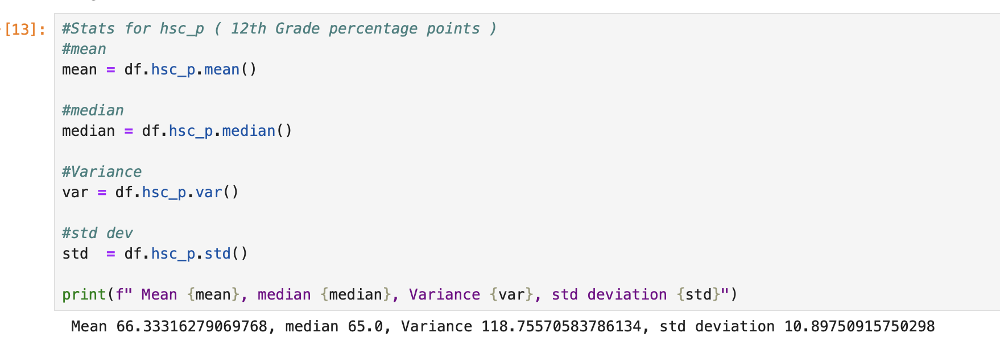 [13]:
#Stats for hsc_p ( 12th Grade percentage points )
#mean
mean = df.hsc_p.mean()
#median
median = df.hsc_p.median()
#Variance
var = df.hsc_p.var()
#std dev
std  = df.hsc_p.std()
print(f" Mean {mean}, median {median}, Variance {var}, std deviation {std}")
Mean 66.33316279069768, median 65.0, Variance 118.75570583786134, std deviation 10.89750915750298